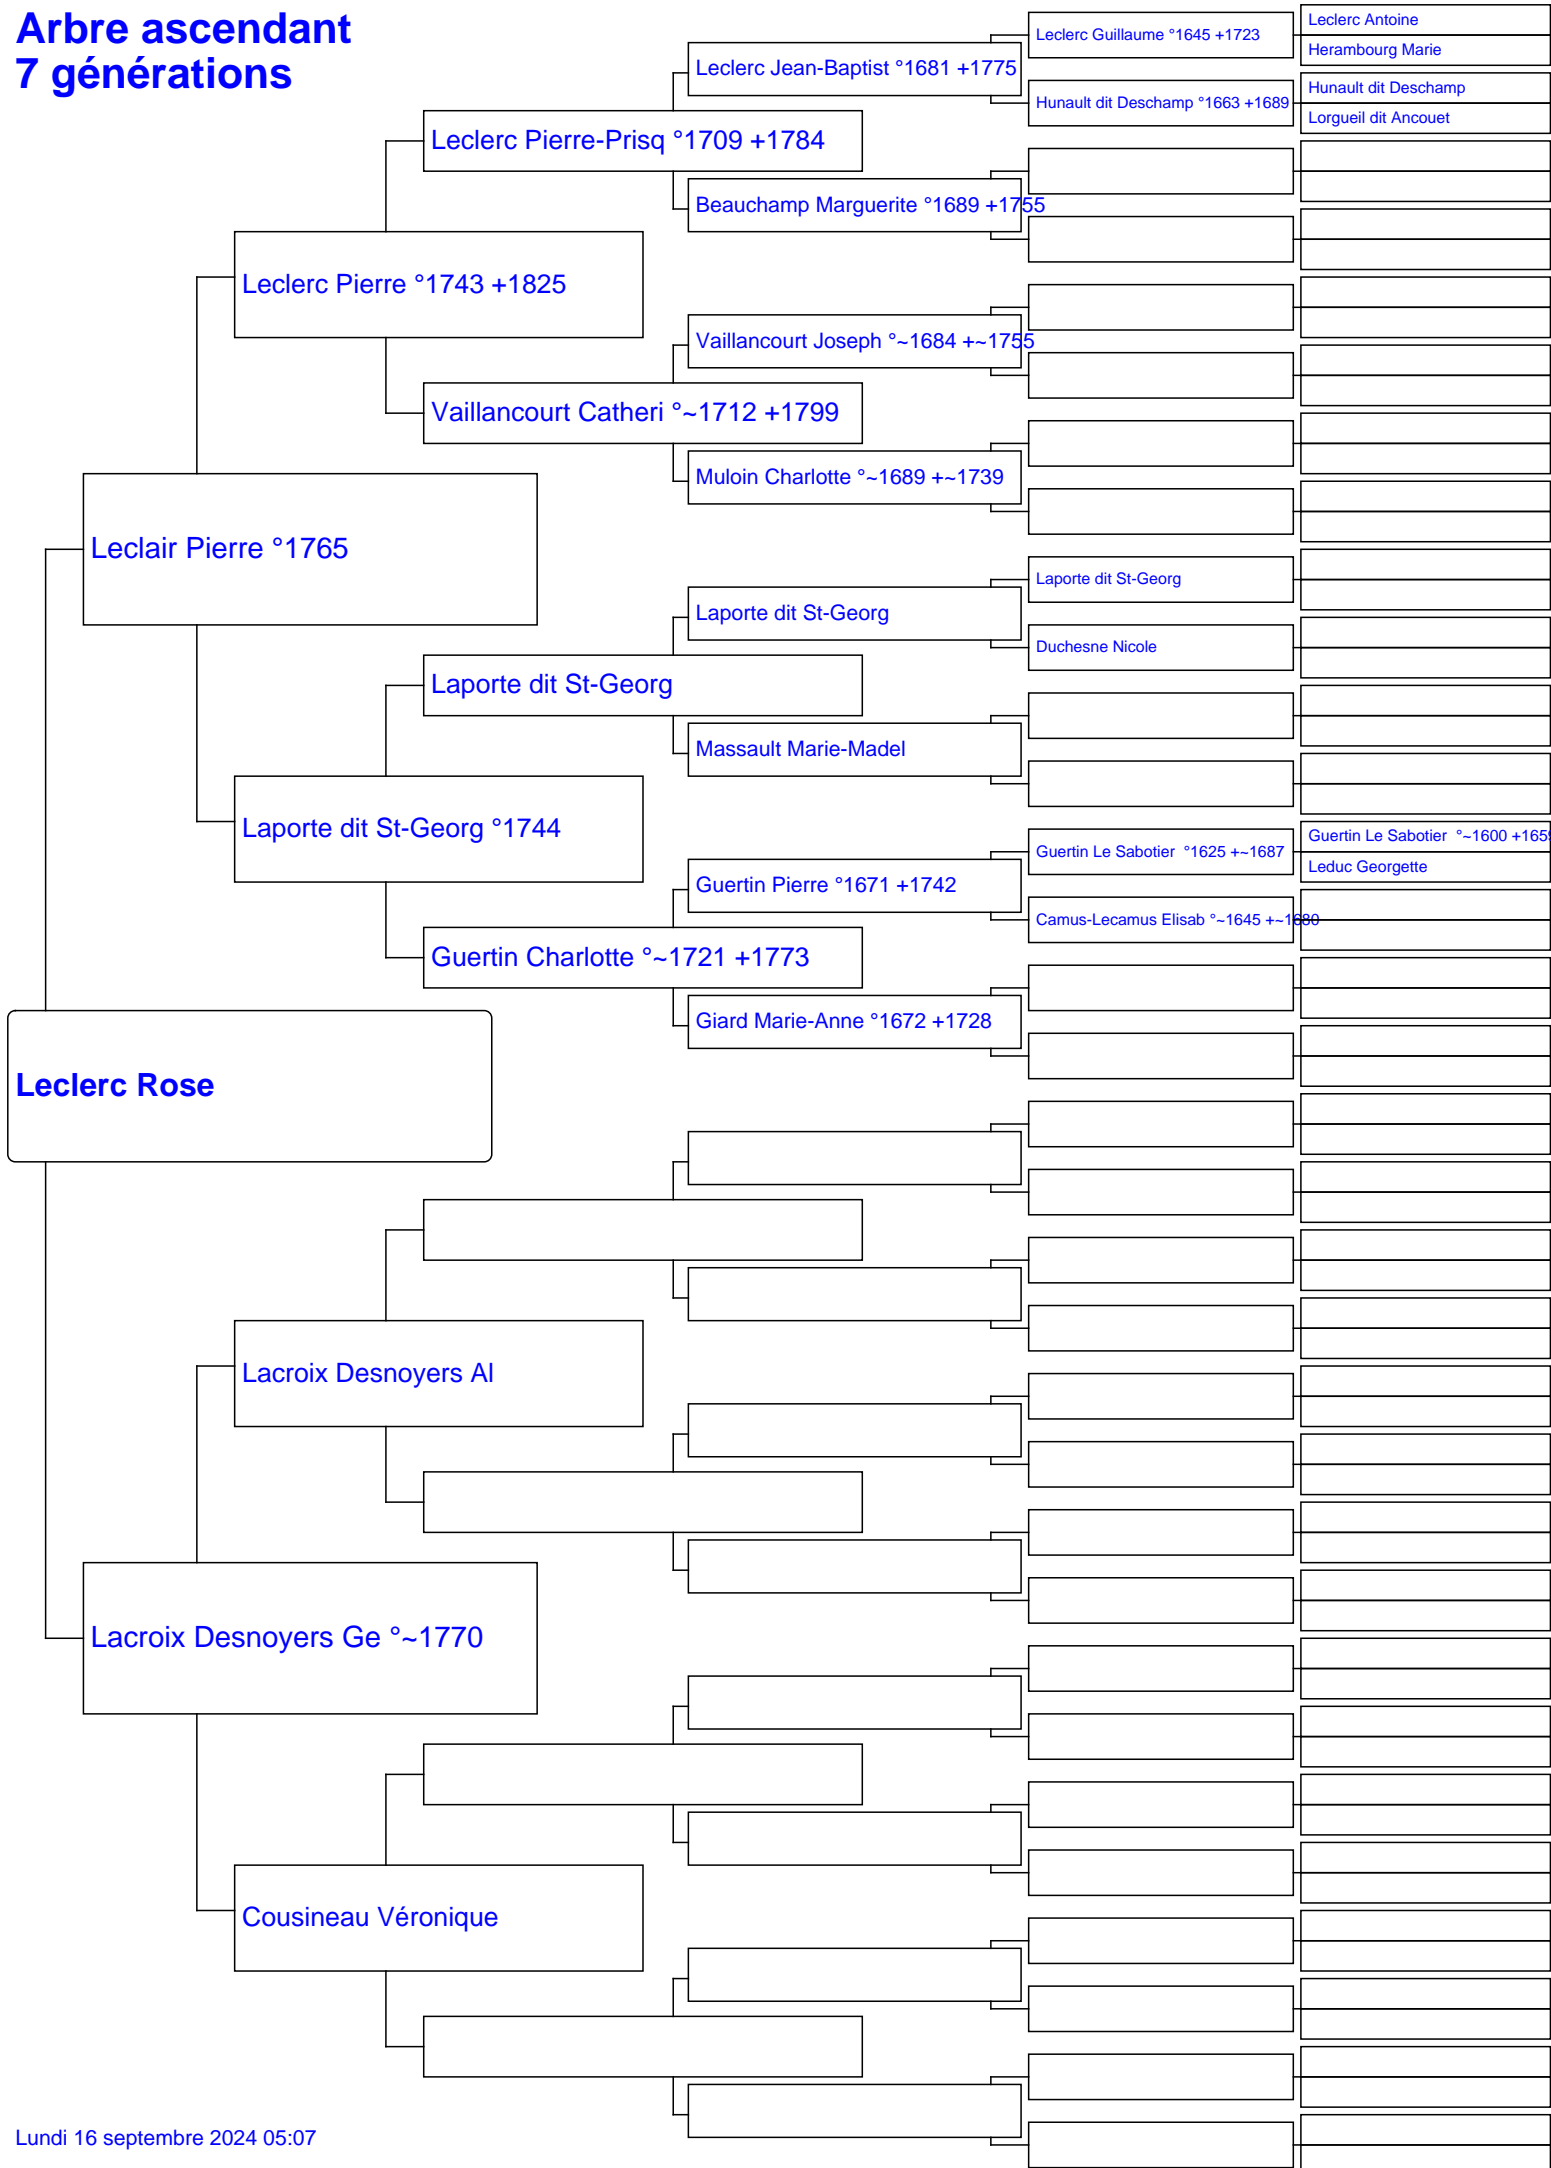 Arbre ascendant
7 générations
Leclerc Rose
Leclair Pierre °1765
Lacroix Desnoyers Ge °~1770
Leclerc Pierre °1743 +1825
Laporte dit St-Georg °1744
Lacroix Desnoyers Al
Cousineau Véronique
Leclerc Pierre-Prisq °1709 +1784
Vaillancourt Catheri °~1712 +1799
Laporte dit St-Georg
Guertin Charlotte °~1721 +1773
Leclerc Jean-Baptist °1681 +1775
Beauchamp Marguerite °1689 +1755
Vaillancourt Joseph °~1684 +~1755
Muloin Charlotte °~1689 +~1739
Laporte dit St-Georg
Massault Marie-Madel
Guertin Pierre °1671 +1742
Giard Marie-Anne °1672 +1728
Leclerc Guillaume °1645 +1723
Hunault dit Deschamp °1663 +1689
Laporte dit St-Georg
Duchesne Nicole
Guertin Le Sabotier °1625 +~1687
Camus-Lecamus Elisab °~1645 +~1680
Leclerc Antoine
Herambourg Marie
Hunault dit Deschamp
Lorgueil dit Ancouet
Guertin Le Sabotier °~1600 +165
Leduc Georgette
Lundi 16 septembre 2024 05:07